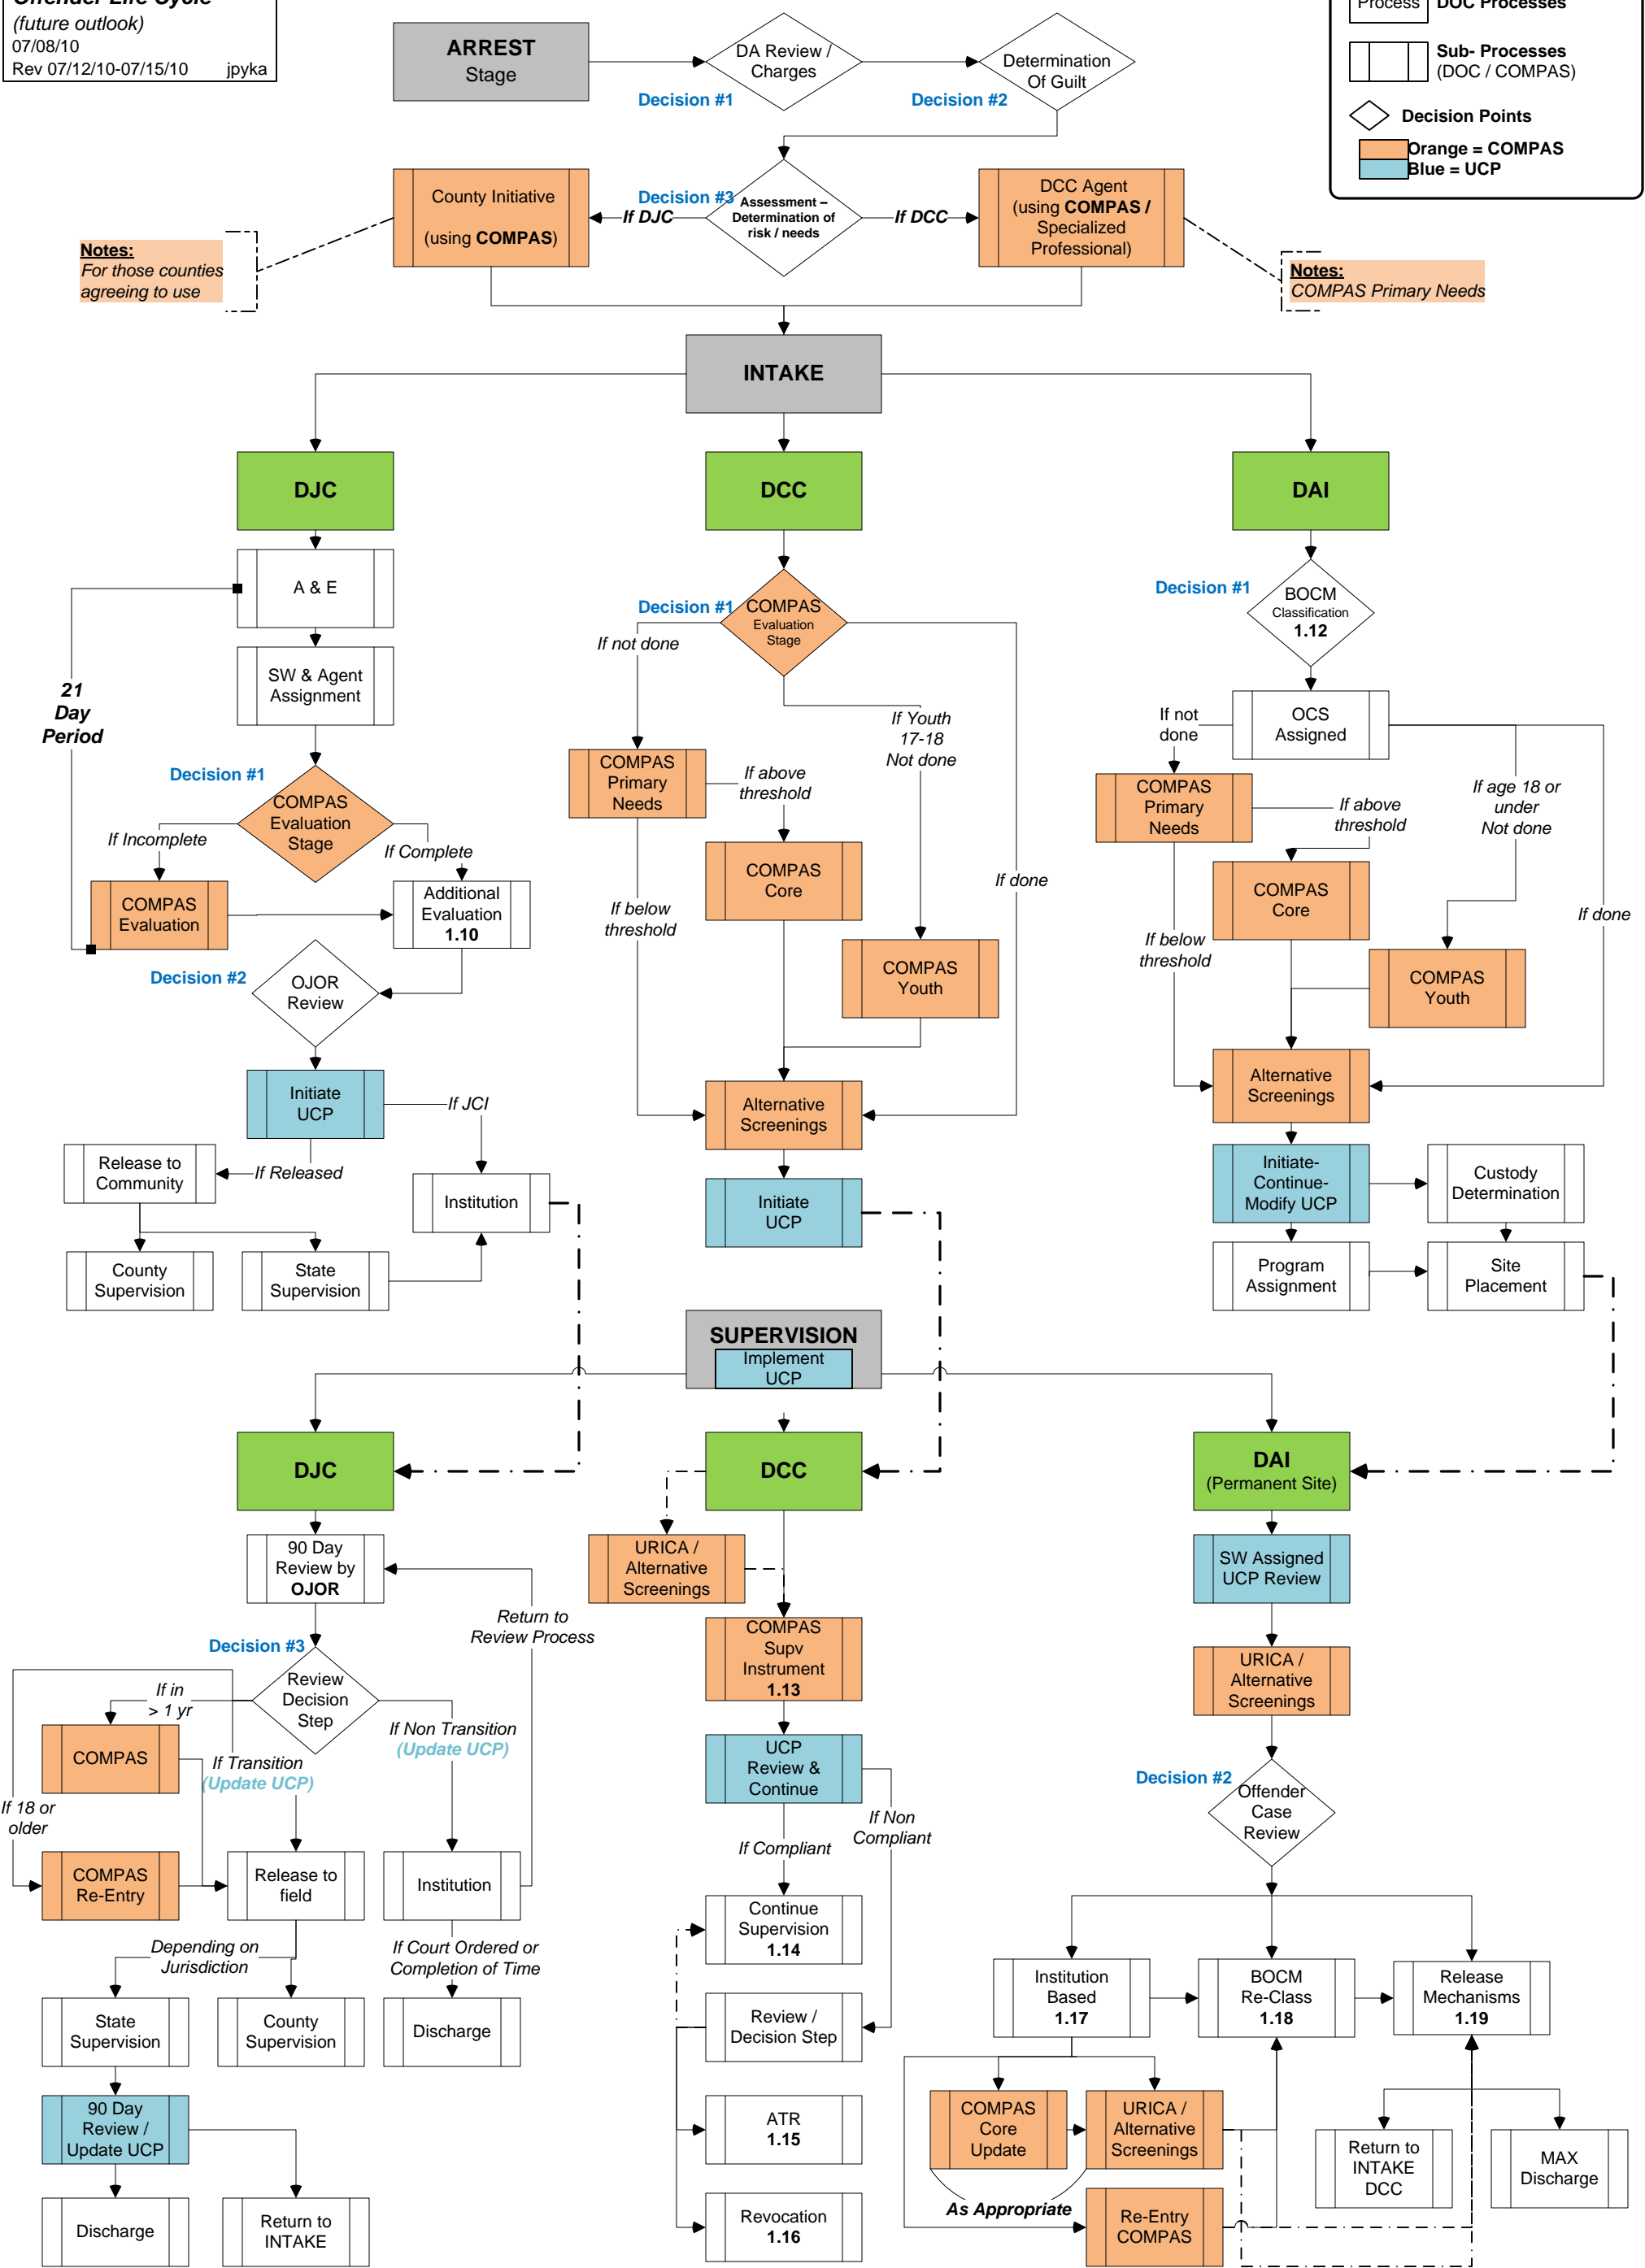 Offender Life Cycle
(future outlook)
07/08/10
Rev 07/12/10-07/15/10 jpyka
Process DOC Processes
Sub- Processes
(DOC / COMPAS)
Decision Points
Orange = COMPAS
Blue = UCP
ARREST
Stage
DA Review /
Charges
Decision #1
Determination
Of Guilt
Decision #2
County Initiative
(using COMPAS)
Decision #3
If DJC
Assessment –
Determination of
risk / needs
If DCC
DCC Agent
(using COMPAS /
Specialized
Professional)
Notes:
For those counties
agreeing to use
Notes:
COMPAS Primary Needs
INTAKE
DJC
DCC
DAI
A & E
SW & Agent
Assignment
21
Day
Period
Decision #1
COMPAS
Evaluation
Stage
If Incomplete
If Complete
COMPAS
Evaluation
Additional
Evaluation
1.10
Decision #2
OJOR
Review
Initiate
UCP
If JCI
If Released
Release to
Community
Institution
County
Supervision
State
Supervision
Decision #1
COMPAS
Evaluation
Stage
If not done
If Youth
17-18
Not done
COMPAS
Primary
Needs
If above
threshold
COMPAS
Core
If done
If below
threshold
COMPAS
Youth
Alternative
Screenings
Initiate
UCP
Decision #1
BOCM
Classification
1.12
If not
done
OCS
Assigned
COMPAS
Primary
Needs
If above
threshold
If age 18 or
under
Not done
COMPAS
Core
If done
If below
threshold
COMPAS
Youth
Alternative
Screenings
Initiate-
Continue-
Modify UCP
Custody
Determination
Program
Assignment
Site
Placement
SUPERVISION
Implement
UCP
DJC
DCC
DAI
(Permanent Site)
90 Day
Review by
OJOR
Return to
Review Process
Decision #3
Review
Decision
Step
If in
> 1 yr
If Non Transition
(Update UCP)
COMPAS
If Transition
(Update UCP)
If 18 or
older
COMPAS
Re-Entry
Release to
field
Institution
Depending on
Jurisdiction
If Court Ordered or
Completion of Time
State
Supervision
County
Supervision
Discharge
90 Day
Review /
Update UCP
Discharge
Return to
INTAKE
URICA /
Alternative
Screenings
COMPAS
Supv
Instrument
1.13
UCP
Review &
Continue
If Compliant
If Non
Compliant
Continue
Supervision
1.14
Review /
Decision Step
ATR
1.15
Revocation
1.16
SW Assigned
UCP Review
URICA /
Alternative
Screenings
Decision #2
Offender
Case
Review
Institution
Based
1.17
BOCM
Re-Class
1.18
Release
Mechanisms
1.19
COMPAS
Core
Update
URICA /
Alternative
Screenings
Return to
INTAKE
DCC
MAX
Discharge
As Appropriate
Re-Entry
COMPAS